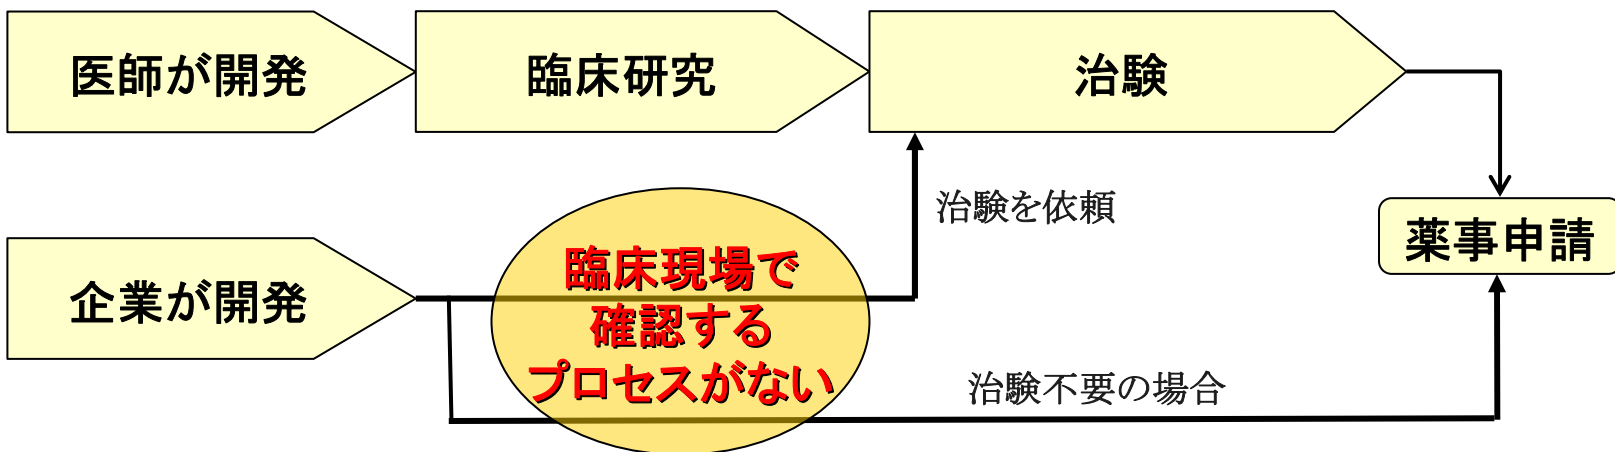 医師が開発
臨床研究
治験
治験を依頼
薬事申請
企業が開発
臨床現場で
確認する
プロセスがない
治験不要の場合